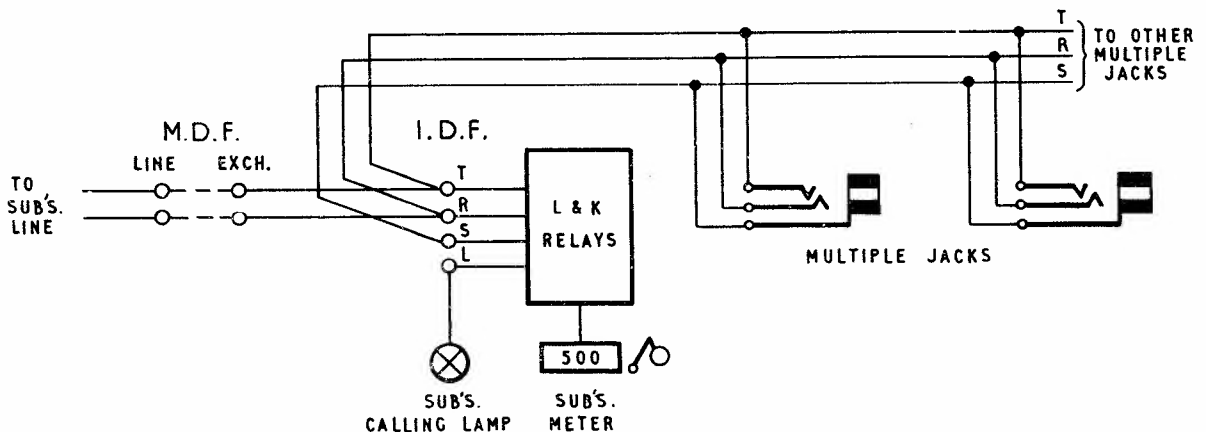 T
R
S
TO OTHER
MULTIPLE
JACKS
M.D.F.
I.D.F.
LINE EXCH.
TO
SUB'S.
LINE
T
R
S
L
L & K
RELAYS
MULTIPLE JACKS
500
SUB'S.
CALLING LAMP
SUB'S.
METER